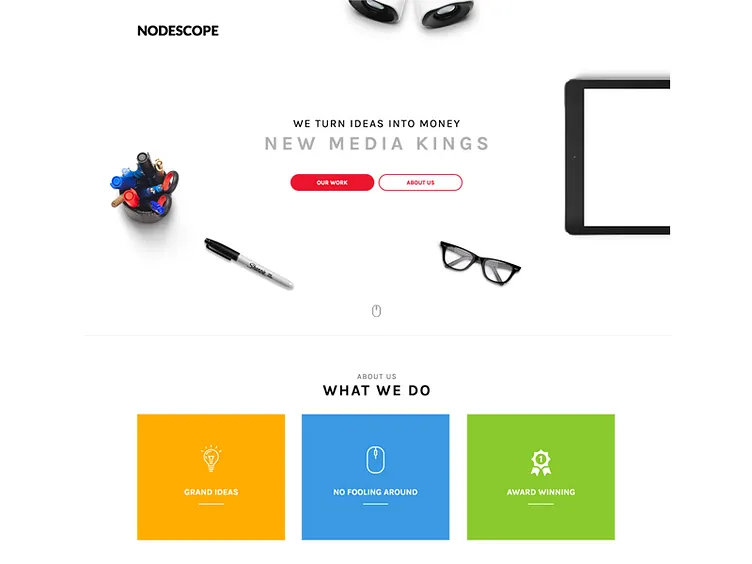 NODESCOPE
WE TURN IDEAS INTO MONEY
NEW MEDIA KINGS
OUR WORK
ABOUT US
Sharpie
ABOUT US
WHAT WE DO
1
GRAND IDEAS
NO FOOLING AROUND
AWARD WINNING